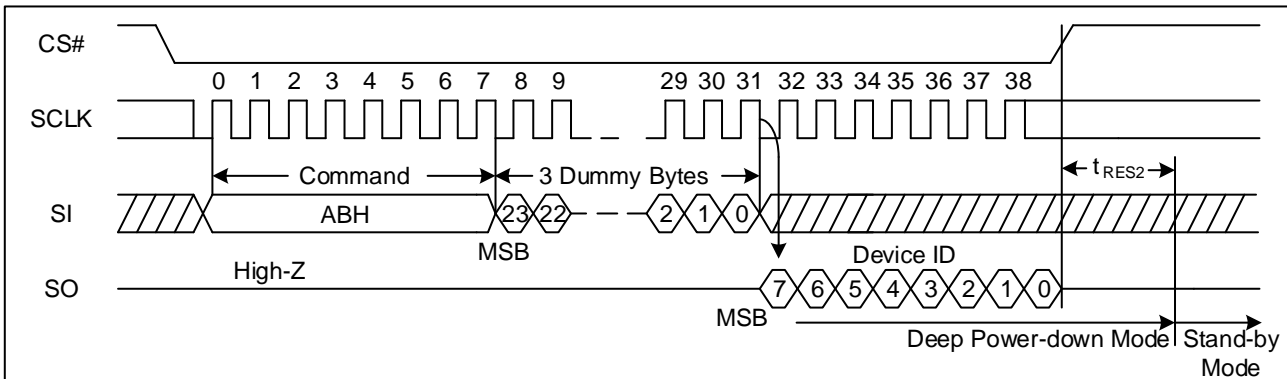 CS#
0 1 2 3 4 5 6 7 8 9 29 30 31 32 33 34 35 36 37 38
SCLK
Command 3 Dummy Bytes tRES2
SI ABH 23 22 2 1 0
MSB Device ID
High-Z
SO 7 6 5 4 3 2 1 0
MSB
Deep Power-down Mode Stand-by
Mode